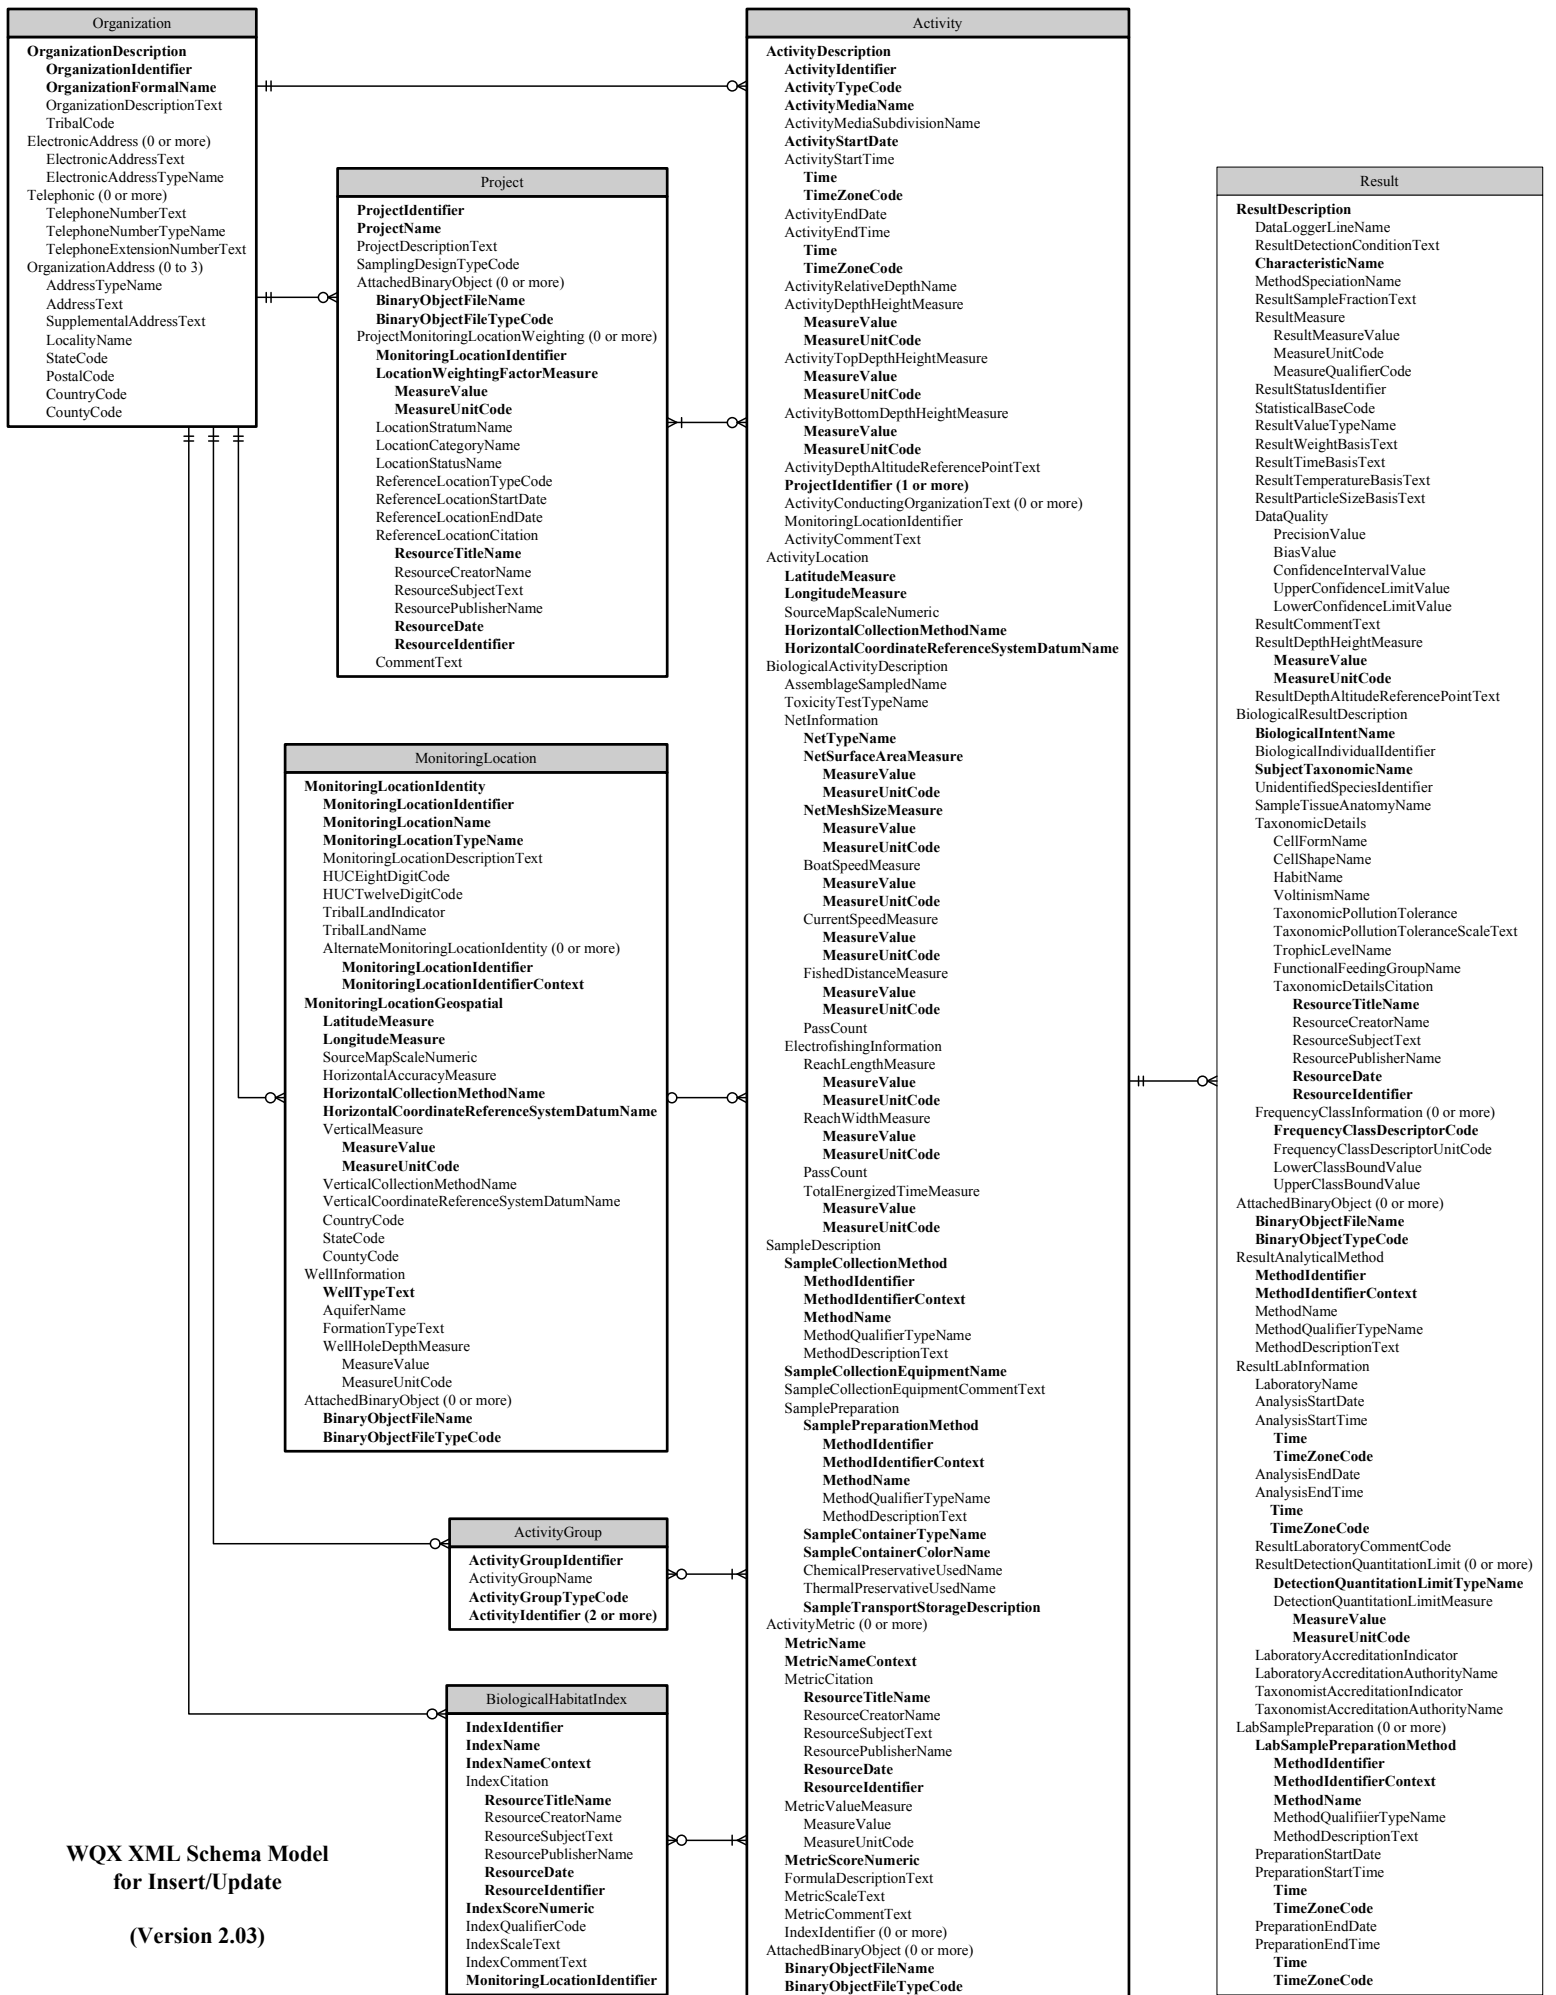 Organization
OrganizationDescription
OrganizationIdentifier
OrganizationFormalName
OrganizationDescriptionText
TribalCode
ElectronicAddress (0 or more)
ElectronicAddressText
ElectronicAddressTypeName
Telephonic (0 or more)
TelephoneNumberText
TelephoneNumberTypeName
TelephoneExtensionNumberText
OrganizationAddress (0 to 3)
AddressTypeName
AddressText
SupplementalAddressText
LocalityName
StateCode
PostalCode
CountryCode
CountyCode
Project
ProjectIdentifier
ProjectName
ProjectDescriptionText
SamplingDesignTypeCode
AttachedBinaryObject (0 or more)
BinaryObjectFileName
BinaryObjectFileTypeCode
ProjectMonitoringLocationWeighting (0 or more)
MonitoringLocationIdentifier
LocationWeightingFactorMeasure
MeasureValue
MeasureUnitCode
LocationStratumName
LocationCategoryName
LocationStatusName
ReferenceLocationTypeCode
ReferenceLocationStartDate
ReferenceLocationEndDate
ReferenceLocationCitation
ResourceTitleName
ResourceCreatorName
ResourceSubjectText
ResourcePublisherName
ResourceDate
ResourceIdentifier
CommentText
MonitoringLocation
MonitoringLocationIdentity
MonitoringLocationIdentifier
MonitoringLocationName
MonitoringLocationTypeName
MonitoringLocationDescriptionText
HUCEightDigitCode
HUCTwelveDigitCode
TribalLandIndicator
TribalLandName
AlternateMonitoringLocationIdentity (0 or more)
MonitoringLocationIdentifier
MonitoringLocationIdentifierContext
MonitoringLocationGeospatial
LatitudeMeasure
LongitudeMeasure
SourceMapScaleNumeric
HorizontalAccuracyMeasure
HorizontalCollectionMethodName
HorizontalCoordinateReferenceSystemDatumName
VerticalMeasure
MeasureValue
MeasureUnitCode
VerticalCollectionMethodName
VerticalCoordinateReferenceSystemDatumName
CountryCode
StateCode
CountyCode
WellInformation
WellTypeText
AquiferName
FormationTypeText
WellHoleDepthMeasure
MeasureValue
MeasureUnitCode
AttachedBinaryObject (0 or more)
BinaryObjectFileName
BinaryObjectFileTypeCode
ActivityGroup
ActivityGroupIdentifier
ActivityGroupName
ActivityGroupTypeCode
ActivityIdentifier (2 or more)
BiologicalHabitatIndex
IndexIdentifier
IndexName
IndexNameContext
IndexCitation
ResourceTitleName
ResourceCreatorName
ResourceSubjectText
ResourcePublisherName
ResourceDate
ResourceIdentifier
IndexScoreNumeric
IndexQualifierCode
IndexScaleText
IndexCommentText
MonitoringLocationIdentifier
WQX XML Schema Model
for Insert/Update
(Version 2.03)
Activity
ActivityDescription
ActivityIdentifier
ActivityTypeCode
ActivityMediaName
ActivityMediaSubdivisionName
ActivityStartDate
ActivityStartTime
Time
TimeZoneCode
ActivityEndDate
ActivityEndTime
Time
TimeZoneCode
ActivityRelativeDepthName
ActivityDepthHeightMeasure
MeasureValue
MeasureUnitCode
ActivityTopDepthHeightMeasure
MeasureValue
MeasureUnitCode
ActivityBottomDepthHeightMeasure
MeasureValue
MeasureUnitCode
ActivityDepthAltitudeReferencePointText
ProjectIdentifier (1 or more)
ActivityConductingOrganizationText (0 or more)
MonitoringLocationIdentifier
ActivityCommentText
ActivityLocation
LatitudeMeasure
LongitudeMeasure
SourceMapScaleNumeric
HorizontalCollectionMethodName
HorizontalCoordinateReferenceSystemDatumName
BiologicalActivityDescription
AssemblageSampledName
ToxicityTestTypeName
NetInformation
NetTypeName
NetSurfaceAreaMeasure
MeasureValue
MeasureUnitCode
NetMeshSizeMeasure
MeasureValue
MeasureUnitCode
BoatSpeedMeasure
MeasureValue
MeasureUnitCode
CurrentSpeedMeasure
MeasureValue
MeasureUnitCode
FishedDistanceMeasure
MeasureValue
MeasureUnitCode
PassCount
ElectrofishingInformation
ReachLengthMeasure
MeasureValue
MeasureUnitCode
ReachWidthMeasure
MeasureValue
MeasureUnitCode
PassCount
TotalEnergizedTimeMeasure
MeasureValue
MeasureUnitCode
SampleDescription
SampleCollectionMethod
MethodIdentifier
MethodIdentifierContext
MethodName
MethodQualifierTypeName
MethodDescriptionText
SampleCollectionEquipmentName
SampleCollectionEquipmentCommentText
SamplePreparation
SamplePreparationMethod
MethodIdentifier
MethodIdentifierContext
MethodName
MethodQualifierTypeName
MethodDescriptionText
SampleContainerTypeName
SampleContainerColorName
ChemicalPreservativeUsedName
ThermalPreservativeUsedName
SampleTransportStorageDescription
ActivityMetric (0 or more)
MetricName
MetricNameContext
MetricCitation
ResourceTitleName
ResourceCreatorName
ResourceSubjectText
ResourcePublisherName
ResourceDate
ResourceIdentifier
MetricValueMeasure
MeasureValue
MeasureUnitCode
MetricScoreNumeric
FormulaDescriptionText
MetricScaleText
MetricCommentText
IndexIdentifier (0 or more)
AttachedBinaryObject (0 or more)
BinaryObjectFileName
BinaryObjectFileTypeCode
Result
ResultDescription
DataLoggerLineName
ResultDetectionConditionText
CharacteristicName
MethodSpeciationName
ResultSampleFractionText
ResultMeasure
ResultMeasureValue
MeasureUnitCode
MeasureQualifierCode
ResultStatusIdentifier
StatisticalBaseCode
ResultValueTypeName
ResultWeightBasisText
ResultTimeBasisText
ResultTemperatureBasisText
ResultParticleSizeBasisText
DataQuality
PrecisionValue
BiasValue
ConfidenceIntervalValue
UpperConfidenceLimitValue
LowerConfidenceLimitValue
ResultCommentText
ResultDepthHeightMeasure
MeasureValue
MeasureUnitCode
ResultDepthAltitudeReferencePointText
BiologicalResultDescription
BiologicalIntentName
BiologicalIndividualIdentifier
SubjectTaxonomicName
UnidentifiedSpeciesIdentifier
SampleTissueAnatomyName
TaxonomicDetails
CellFormName
CellShapeName
HabitName
VoltinismName
TaxonomicPollutionTolerance
TaxonomicPollutionToleranceScaleText
TrophicLevelName
FunctionalFeedingGroupName
TaxonomicDetailsCitation
ResourceTitleName
ResourceCreatorName
ResourceSubjectText
ResourcePublisherName
ResourceDate
ResourceIdentifier
FrequencyClassInformation (0 or more)
FrequencyClassDescriptorCode
FrequencyClassDescriptorUnitCode
LowerClassBoundValue
UpperClassBoundValue
AttachedBinaryObject (0 or more)
BinaryObjectFileName
BinaryObjectTypeCode
ResultAnalyticalMethod
MethodIdentifier
MethodIdentifierContext
MethodName
MethodQualifierTypeName
MethodDescriptionText
ResultLabInformation
LaboratoryName
AnalysisStartDate
AnalysisStartTime
Time
TimeZoneCode
AnalysisEndDate
AnalysisEndTime
Time
TimeZoneCode
ResultLaboratoryCommentCode
ResultDetectionQuantitationLimit (0 or more)
DetectionQuantitationLimitTypeName
DetectionQuantitationLimitMeasure
MeasureValue
MeasureUnitCode
LaboratoryAccreditationIndicator
LaboratoryAccreditationAuthorityName
TaxonomistAccreditationIndicator
TaxonomistAccreditationAuthorityName
LabSamplePreparation (0 or more)
LabSamplePreparationMethod
MethodIdentifier
MethodIdentifierContext
MethodName
MethodQualifiierTypeName
MethodDescriptionText
PreparationStartDate
PreparationStartTime
Time
TimeZoneCode
PreparationEndDate
PreparationEndTime
Time
TimeZoneCode